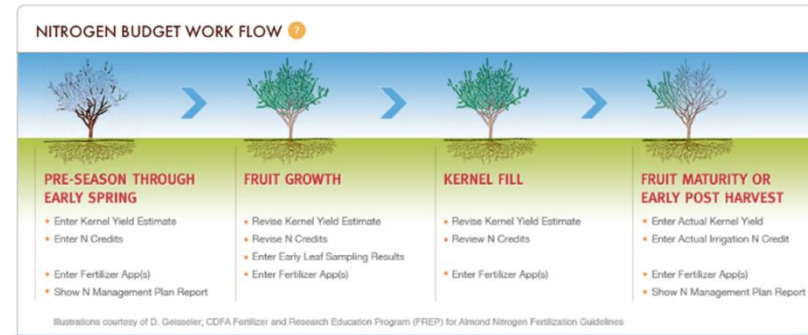 NITROGEN BUDGET WORK FLOW ?
PRE-SEASON THROUGH
EARLY SPRING
• Enter Kernel Yield Estimate
• Enter N Credits
• Enter Fertilizer App(s)
• Show N Management Plan Report
FRUIT GROWTH
• Revise Kernel Yield Estimate
• Revise N Credits
• Enter Early Leaf Sampling Results
• Enter Fertilizer App(s)
KERNEL FILL
• Revise Kernel Yield Estimate
• Review N Credits
• Enter Fertilizer App(s)
FRUIT MATURITY OR
EARLY POST HARVEST
• Enter Actual Kernel Yield
• Enter Actual Irrigation N Credit
• Enter Fertilizer App(s)
• Show N Management Plan Report
Illustrations courtesy of D. Geisseler; CDFA Fertilizer and Research Education Program (FREP) for Almond Nitrogen Fertilization Guidelines